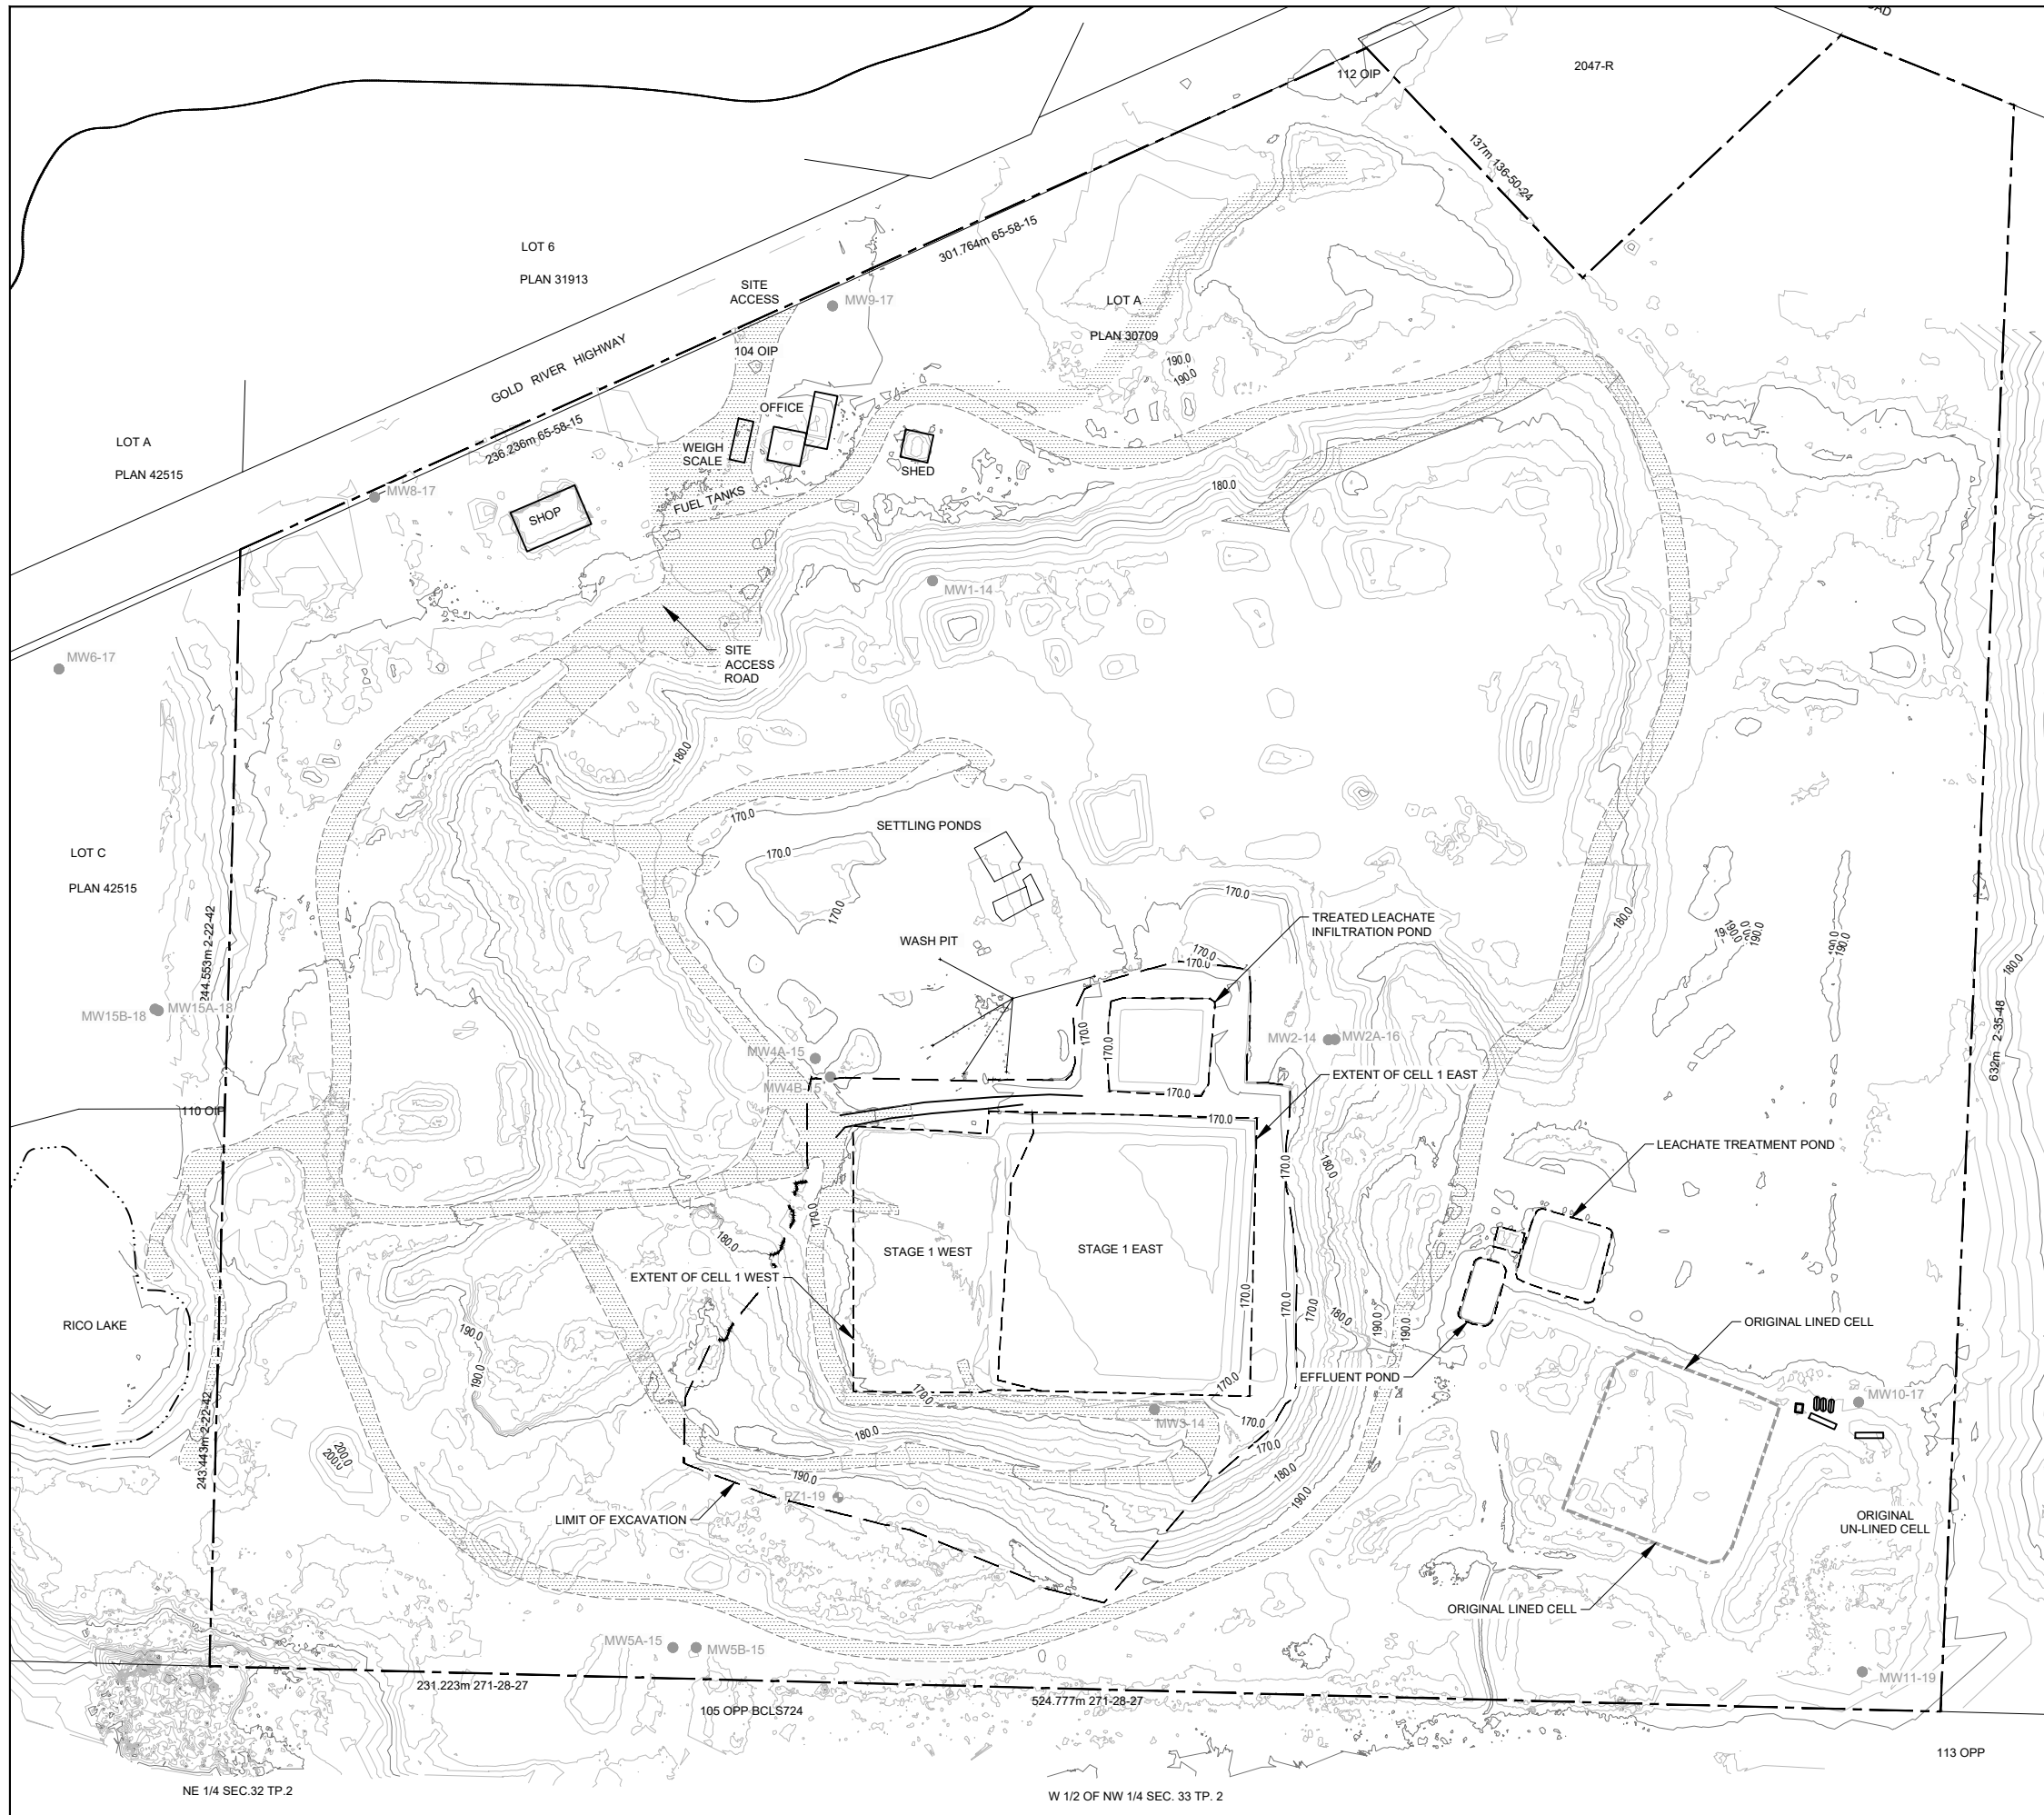 112 OIP
2047-R
137m 136-50-24
LOT 6
PLAN 31913
301.764m 65-58-15
SITE
ACCESS
MW9-17
LOT A
PLAN 30709
GOLD RIVER HIGHWAY
104 OIP
190.0
190.0
OFFICE
LOT A
PLAN 42515
236.236m 65-58-15
WEIGH
SCALE
SHED
FUEL TANKS
180.0
MW8-17
SHOP
MW1-14
SITE
ACCESS
ROAD
MW6-17
180.0
170.0
SETTLING PONDS
170.0
170.0
LOT C
PLAN 42515
170.0
TREATED LEACHATE
INFILTRATION POND
180.0
190.0
190.0
190.0
190.0
WASH PIT
170.0
170.0
180.0
244.553m 2-22-42
MW15B-18
MW15A-18
MW2-14
MW2A-16
632m 2-35-48
170.0
170.0
MW4A-15
MW4B-15
EXTENT OF CELL 1 EAST
170.0
110 OIP
170.0
LEACHATE TREATMENT POND
170.0
180.0
170.0
180.0
STAGE 1 WEST
STAGE 1 EAST
EXTENT OF CELL 1 WEST
170.0
170.0
170.0
180.0
190.0
190.0
RICO LAKE
190.0
190.0
ORIGINAL LINED CELL
EFFLUENT POND
170.0
170.0
MW3-14
170.0
170.0
MW10-17
243.443m 2-22-42
200.0
200.0
180.0
190.0
180.0
190.0
PZ1-19
LIMIT OF EXCAVATION
ORIGINAL
UN-LINED CELL
ORIGINAL LINED CELL
MW5A-15
MW5B-15
MW11-19
231.223m 271-28-27
524.777m 271-28-27
105 OPP BCLS724
113 OPP
NE 1/4 SEC.32 TP.2
W 1/2 OF NW 1/4 SEC. 33 TP. 2